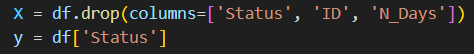 X = df.drop(columns=['Status', 'ID', 'N_Days'])
y = df['Status']